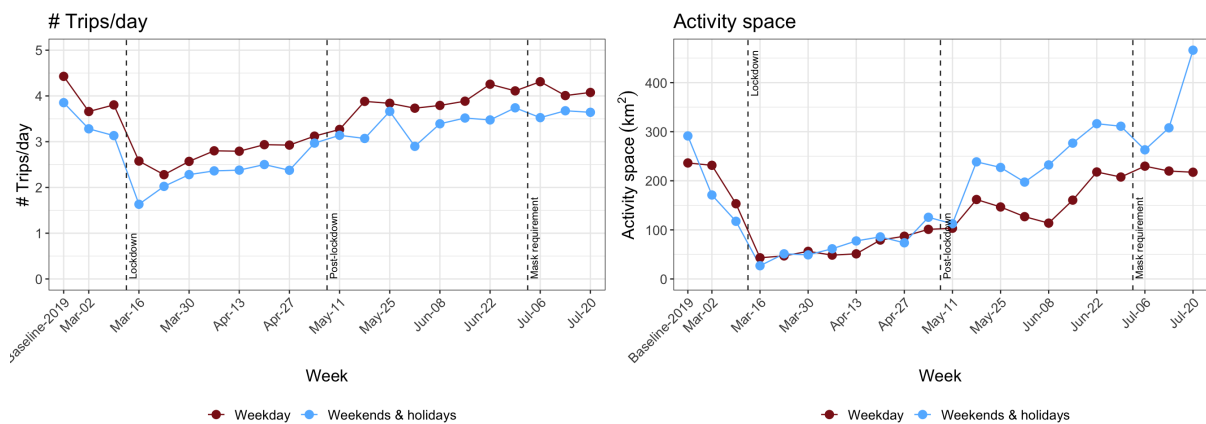 # Trips/day
# Trips/day
5
4
3
2
1
0
Lockdown
Post-lockdown
Mask requirement
Baseline-2019
Mar-02
Mar-16
Mar-30
Apr-13
Apr-27
May-11
May-25
Jun-08
Jun-22
Jul-06
Jul-20
Week
Weekday
Weekends & holidays
Activity space
Activity space (km²)
400
300
200
100
0
Lockdown
Post-lockdown
Mask requirement
Baseline-2019
Mar-02
Mar-16
Mar-30
Apr-13
Apr-27
May-11
May-25
Jun-08
Jun-22
Jul-06
Jul-20
Week
Weekday
Weekends & holidays